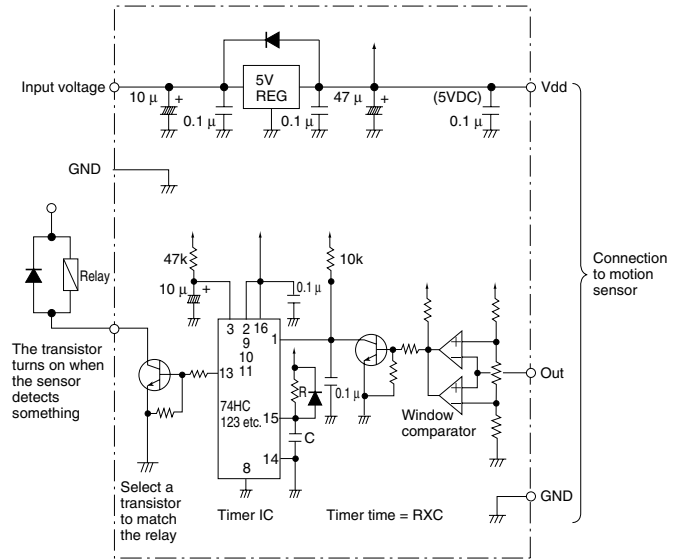 Input voltage
10 μ +
0.1 μ
5V
REG
0.1 μ
47 μ +
(5VDC)
0.1 μ
Vdd
GND
Relay
47k
10 μ +
0.1 μ
10k
3 2 16
9
10
11
1
13
74HC
123 etc.
15
14
8
R
C
0.1 μ
+
−
+
−
Window
comparator
Out
Connection
to motion
sensor
The transistor
turns on when
the sensor
detects
something
Select a
transistor
to match
the relay
Timer IC
Timer time = RXC
GND